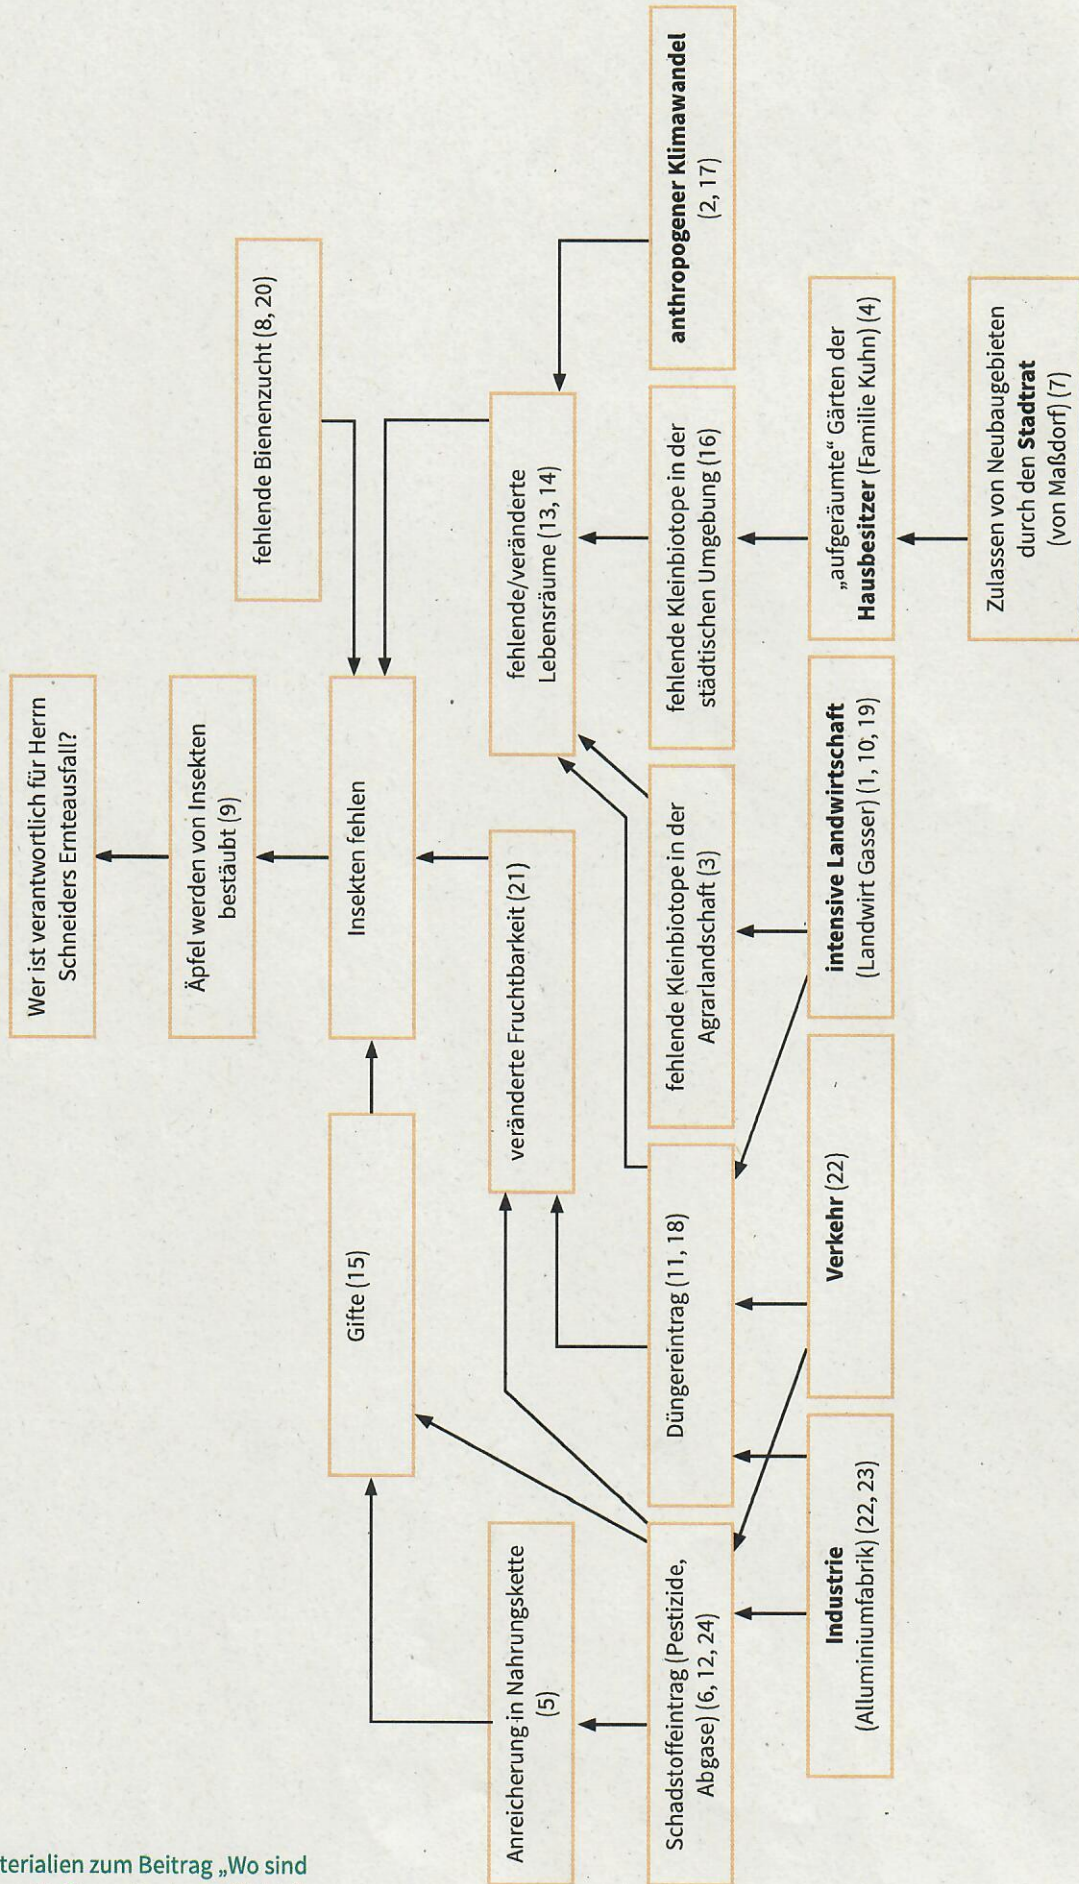 Wer ist verantwortlich für Herrn
Schneiders Ernteausfall?
Äpfel werden von Insekten
bestäubt (9)
fehlende Bienenzucht (8, 20)
Gifte (15)
Insekten fehlen
Anreicherung in Nahrungskette
(5)
veränderte Fruchtbarkeit (21)
fehlende/veränderte
Lebensräume (13, 14)
Schadstoffeintrag (Pestizide,
Abgase) (6, 12, 24)
Düngereintrag (11, 18)
fehlende Kleinbiotope in der
Agrarlandschaft (3)
fehlende Kleinbiotope in der
städtischen Umgebung (16)
anthropogener Klimawandel
(2, 17)
Industrie
(Alluminiumfabrik) (22, 23)
Verkehr (22)
intensive Landwirtschaft
(Landwirt Gasser) (1, 10, 19)
„aufgeräumte“ Gärten der
Hausbesitzer (Familie Kuhn) (4)
Zulassen von Neubaugebieten
durch den Stadtrat
(von Maßdorf) (7)
terialien zum Beitrag „Wo sind